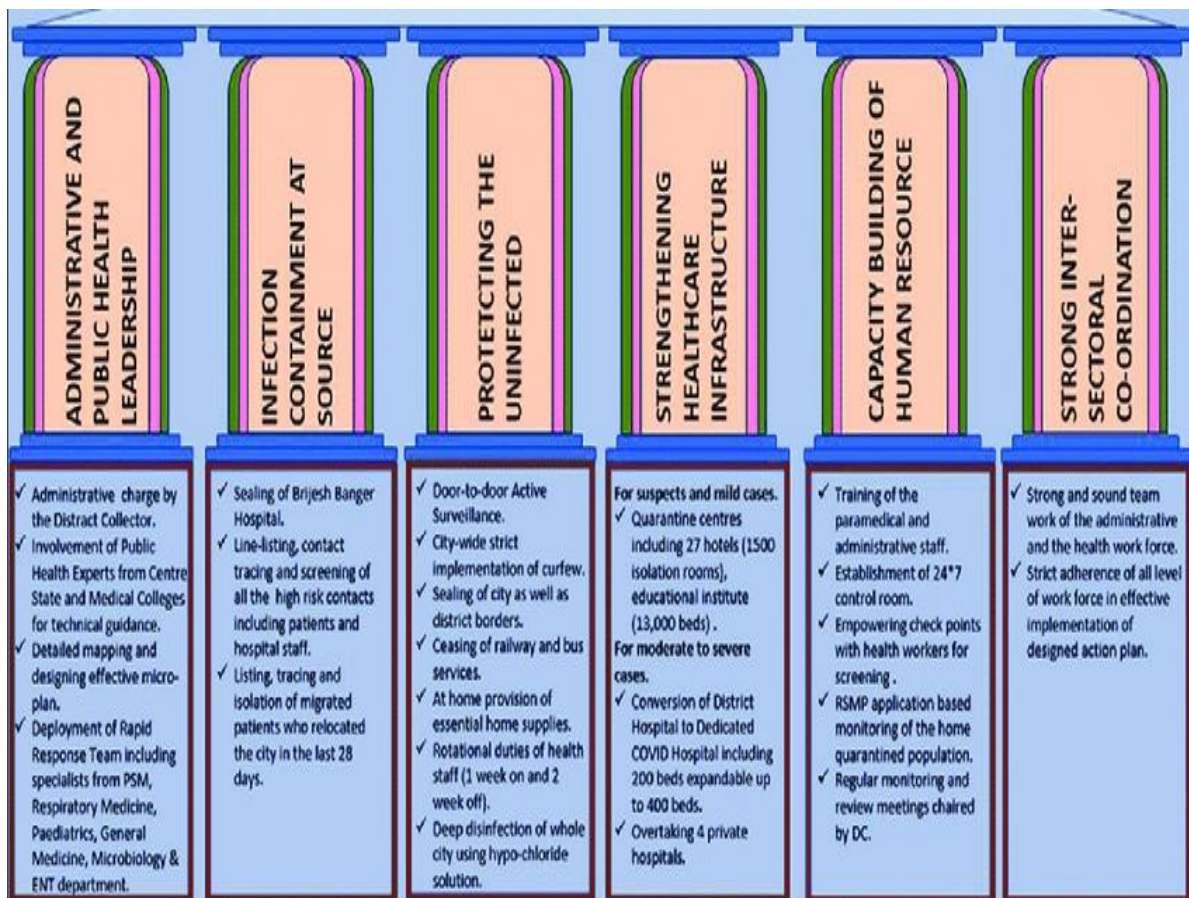 ADMINISTRATIVE AND
PUBLIC HEALTH
LEADERSHIP
✓ Administrative charge by
the Distract Collector.
✓ Involvement of Public
Health Experts from Centre
State and Medical Colleges
for technical guidance.
✓ Detailed mapping and
designing effective micro-
plan.
✓ Deployment of Rapid
Response Team including
specialists from PSM,
Respiratory Medicine,
Paediatrics, General
Medicine, Microbiology &
ENT department.
INFECTION
CONTAINMENT AT
SOURCE
✓ Sealing of Brijesh Banger
Hospital.
✓ Line-listing, contact
tracing and screening of
all the high risk contacts
including patients and
hospital staff.
✓ Listing, tracing and
isolation of migrated
patients who relocated
the city in the last 28
days.
PROTETCTING THE
UNINFECTED
✓ Door-to-door Active
Surveillance.
✓ City-wide strict
implementation of curfew.
✓ Sealing of city as well as
district borders.
✓ Ceasing of railway and bus
services.
✓ At home provision of
essential home supplies.
✓ Rotational duties of health
staff (1 week on and 2
week off).
✓ Deep disinfection of whole
city using hypo-chloride
solution.
STRENGTHENING
HEALTHCARE
INFRASTRUCTURE
For suspects and mild cases.
✓ Quarantine centres
including 27 hotels (1500
isolation rooms),
educational institute
(13,000 beds) .
For moderate to severe
cases.
✓ Conversion of District
Hospital to Dedicated
COVID Hospital including
200 beds expandable up
to 400 beds.
✓ Overtaking 4 private
hospitals.
CAPACITY BUILDING OF
HUMAN RESOURCE
✓ Training of the
paramedical and
administrative staff.
✓ Establishment of 24*7
control room.
✓ Empowering check points
with health workers for
screening .
✓ RSMP application based
monitoring of the home
quarantined population.
✓ Regular monitoring and
review meetings chaired
by DC.
STRONG INTER-
SECTORAL
CO-ORDINATION
✓ Strong and sound team
work of the administrative
and the health work force.
✓ Strict adherence of all level
of work force in effective
implementation of
designed action plan.